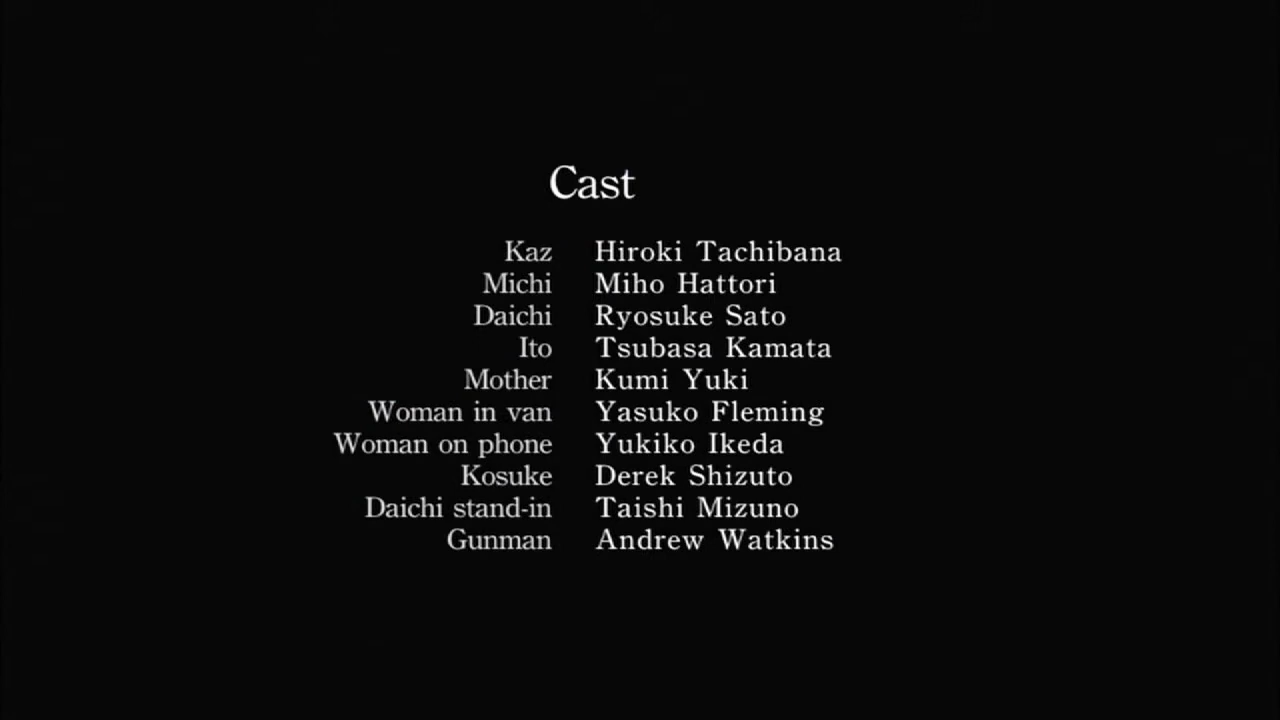 Cast
Kaz Hiroki Tachibana
Michi Miho Hattori
Daichi Ryosuke Sato
Ito Tsubasa Kamata
Mother Kumi Yuki
Woman in van Yasuko Fleming
Woman on phone Yukiko Ikeda
Kosuke Derek Shizuto
Daichi stand-in Taishi Mizuno
Gunman Andrew Watkins